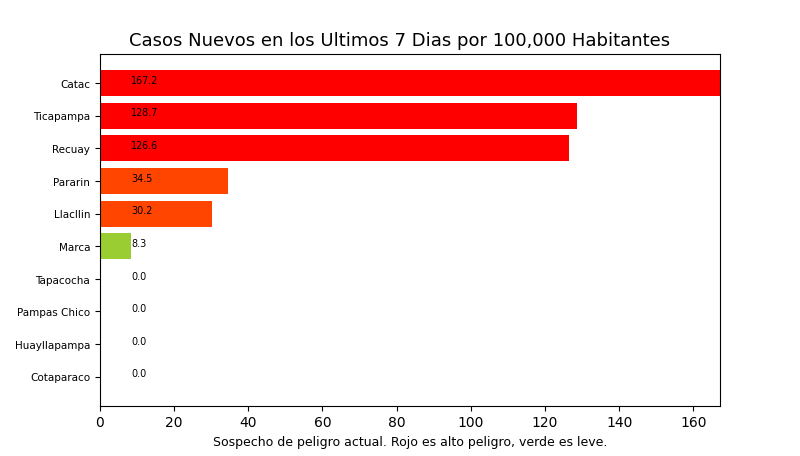 Casos Nuevos en los Ultimos 7 Dias por 100,000 Habitantes
Catac 167.2
Ticapampa 128.7
Recuay 126.6
Pararin 34.5
Llacllin 30.2
Marca 8.3
Tapacocha 0.0
Pampas Chico 0.0
Huayllapampa 0.0
Cotaparaco 0.0
0 20 40 60 80 100 120 140 160
Sospecho de peligro actual. Rojo es alto peligro, verde es leve.